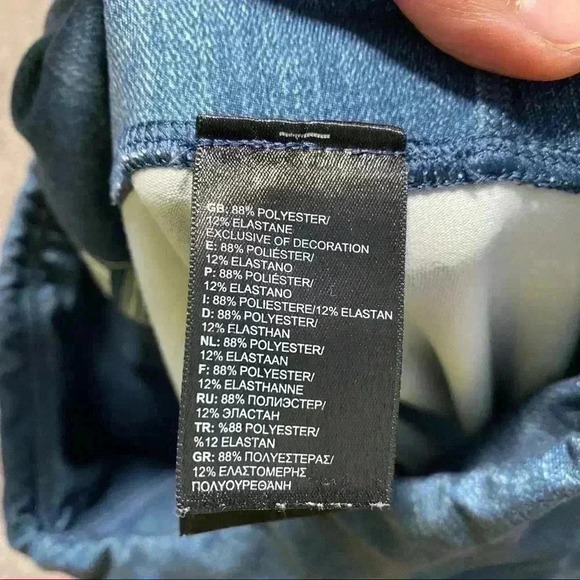 GB: 88% POLYESTER/
12% ELASTANE
EXCLUSIVE OF DECORATION
E: 88% POLIÉSTER/
12% ELASTANO
P: 88% POLIÉSTER/
12% ELASTANO
I: 88% POLIESTERE/12% ELASTAN
D: 88% POLYESTER/
12% ELASTHAN
NL: 88% POLYESTER/
12% ELASTAAN
F: 88% POLYESTER/
12% ELASTHANNE
RU: 88% ПОЛИЭСТЕР/
12% ЭЛАСТАН
TR: %88 POLYESTER/
%12 ELASTAN
GR: 88% ΠΟΛΥΕΣΤΕΡΑΣ/
12% ΕΛΑΣΤΟΜΕΡΗΣ
ΠΟΛΥΟΥΡΕΘΑΝΗ